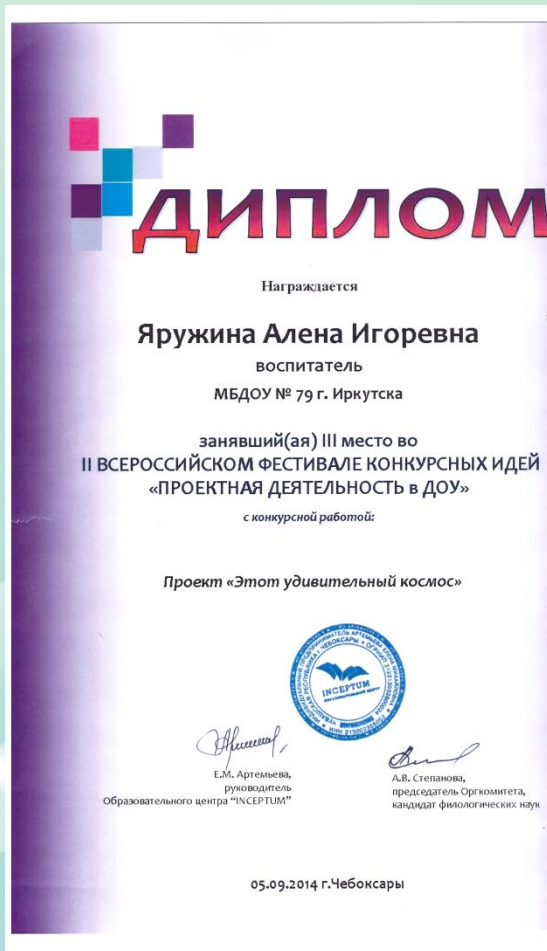 ДИПЛОМ
Награждается
Яружина Алена Игоревна
воспитатель
МБДОУ № 79 г. Иркутска
занявший(ая) III место во
II ВСЕРОССИЙСКОМ ФЕСТИВАЛЕ КОНКУРСНЫХ ИДЕЙ
«ПРОЕКТНАЯ ДЕЯТЕЛЬНОСТЬ в ДОУ»
с конкурсной работой:
Проект «Этот удивительный космос»
INCEPTUM
Е.М. Артемьева,
руководитель
Образовательного центра “INCEPTUM”
А.В. Степанова,
председатель Оргкомитета,
кандидат филологических наук
05.09.2014 г.Чебоксары